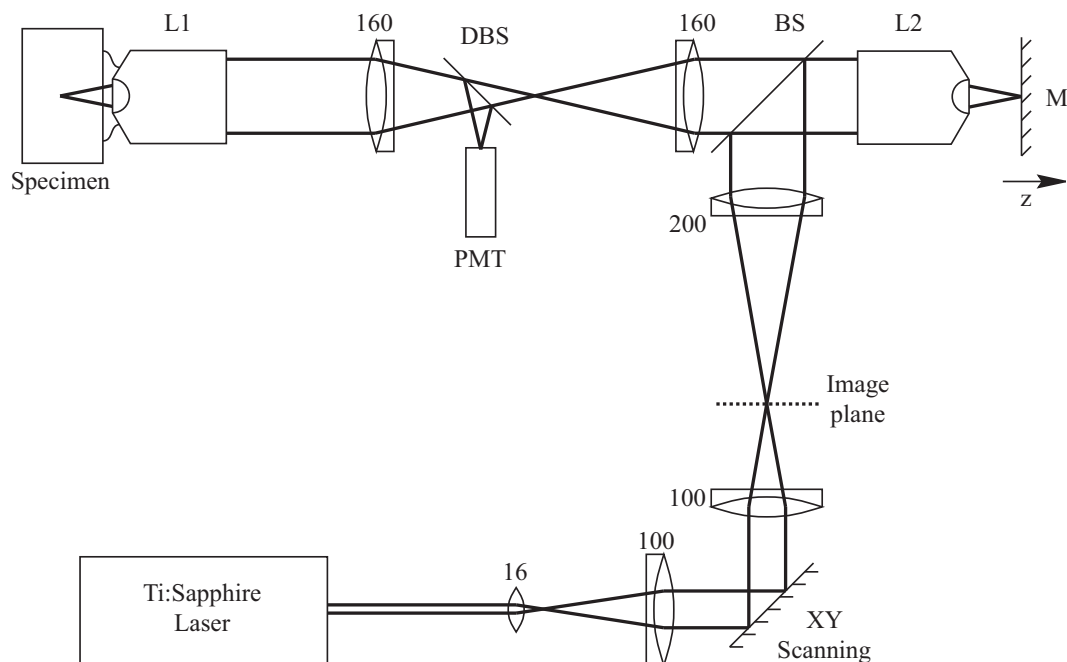 160
L1
DBS
160
BS
L2
M
Specimen
PMT
200
z
Image
plane
100
100
16
Ti:Sapphire
Laser
XY
Scanning